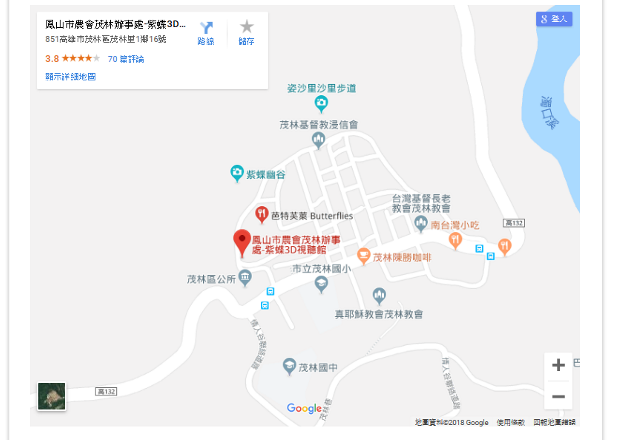 鳳山市農會茂林辦事處-紫蝶3D...
851高雄市茂林區茂林里1鄰16號
3.8
70 篇評論
顯示詳細地圖
路線
儲存
登入
姿沙里沙里步道
茂林基督教浸信會
紫蝶幽谷
芭特芙萊 Butterflies
台灣基督長老
教會茂林教會
南台灣小吃
高132
鳳山市農會茂林辦事
處-紫蝶3D視聽館
茂林陳勝咖啡
茂林區公所
市立茂林國小
真耶穌教會茂林教會
茂林國中
高132
茂林巷
巴
Google
地圖資料©2018 Google
使用條款
回報地圖錯誤